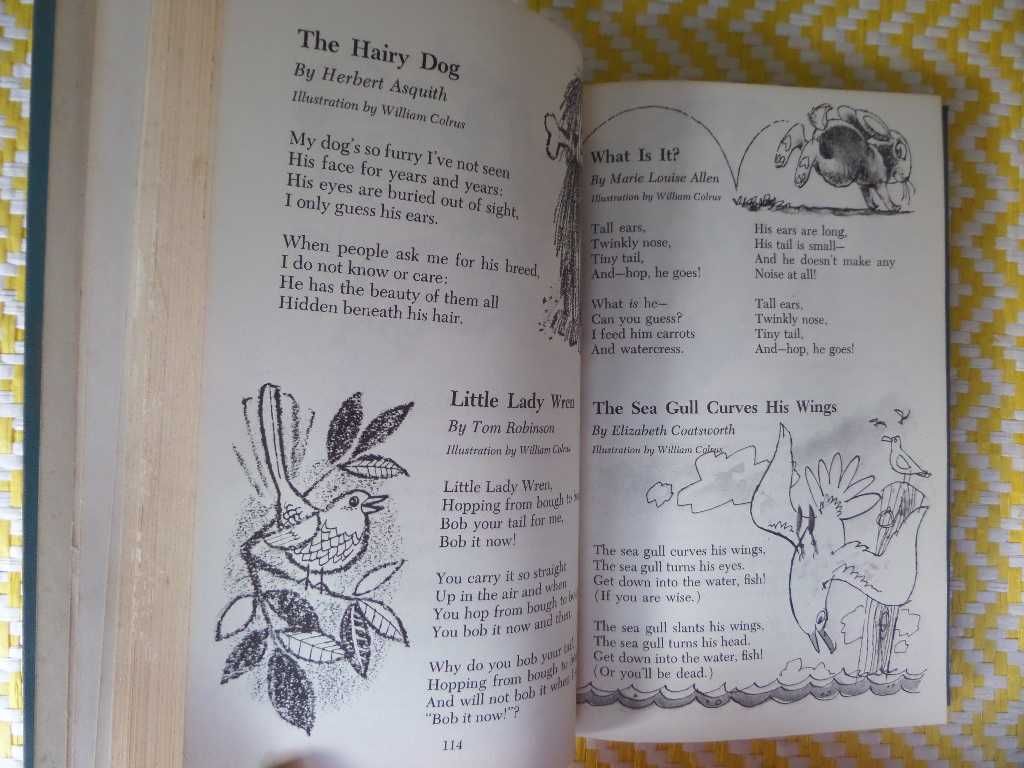 The Hairy Dog
By Herbert Asquith
Illustration by William Colrus
My dog's so furry I've not seen
His face for years and years:
His eyes are buried out of sight,
I only guess his ears.
When people ask me for his breed,
I do not know or care:
He has the beauty of them all
Hidden beneath his hair.
Little Lady Wren
By Tom Robinson
Illustration by William Colrus
Little Lady Wren,
Hopping from bough to
Bob your tail for me,
Bob it now!
You carry it so straight
Up in the air and when
You hop from bough to
You bob it now and then.
Why do you bob your tail,
Hopping from bough to
And will not bob it when
"Bob it now!"?
114
What Is It?
By Marie Louise Allen
Illustration by William Colrus
Tall ears,
Twinkly nose,
Tiny tail,
And—hop, he goes!
What is he—
Can you guess?
I feed him carrots
And watercress.
His ears are long,
His tail is small—
And he doesn't make any
Noise at all!
Tall ears,
Twinkly nose,
Tiny tail,
And—hop, he goes!
The Sea Gull Curves His Wings
By Elizabeth Coatsworth
Illustration by William Colrus
The sea gull curves his wings,
The sea gull turns his eyes.
Get down into the water, fish!
(If you are wise.)
The sea gull slants his wings,
The sea gull turns his head.
Get down into the water, fish!
(Or you'll be dead.)